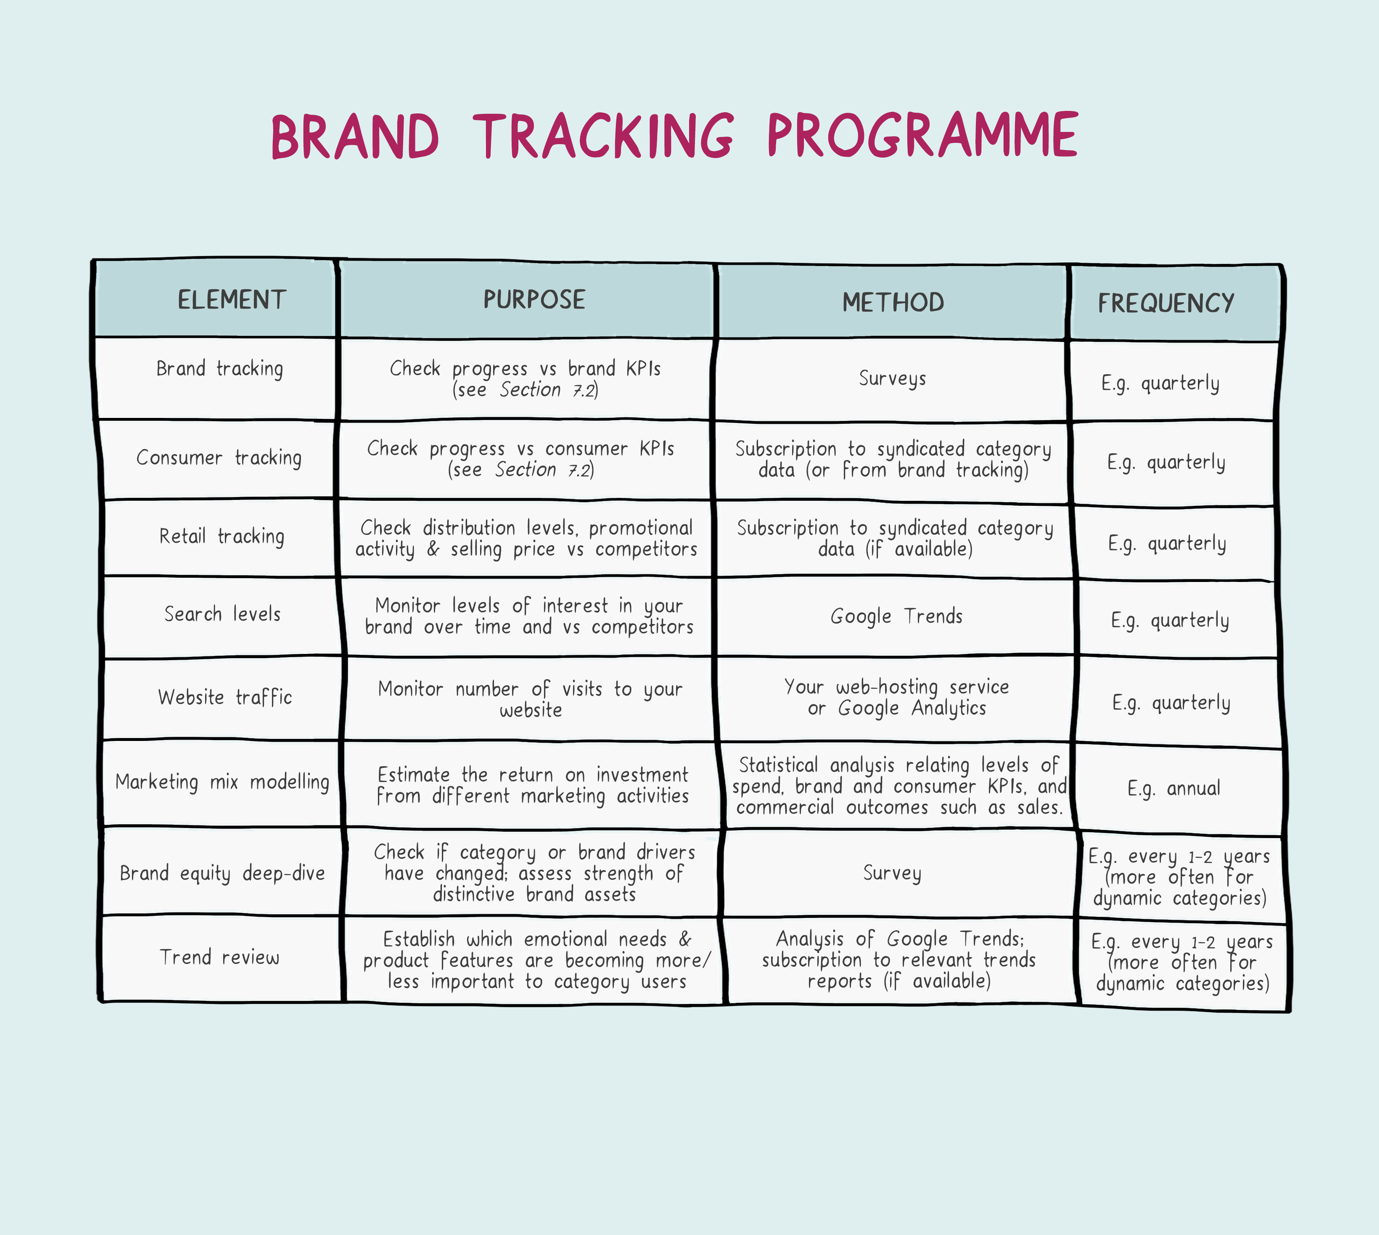 BRAND TRACKING PROGRAMME
ELEMENT
PURPOSE
METHOD
FREQUENCY
Brand tracking
Check progress vs brand KPIs
(see Section 7.2)
Surveys
E.g. quarterly
Consumer tracking
Check progress vs consumer KPIs
(see Section 7.2)
Subscription to syndicated category
data (or from brand tracking)
E.g. quarterly
Retail tracking
Check distribution levels, promotional
activity & selling price vs competitors
Subscription to syndicated category
data (if available)
E.g. quarterly
Search levels
Monitor levels of interest in your
brand over time and vs competitors
Google Trends
E.g. quarterly
Website traffic
Monitor number of visits to your
website
Your web-hosting service
or Google Analytics
E.g. quarterly
Marketing mix modelling
Estimate the return on investment
from different marketing activities
Statistical analysis relating levels of
spend, brand and consumer KPIs, and
commercial outcomes such as sales.
E.g. annual
Brand equity deep-dive
Check if category or brand drivers
have changed; assess strength of
distinctive brand assets
Survey
E.g. every 1-2 years
(more often for
dynamic categories)
Trend review
Establish which emotional needs &
product features are becoming more/
less important to category users
Analysis of Google Trends;
subscription to relevant trends
reports (if available)
E.g. every 1-2 years
(more often for
dynamic categories)